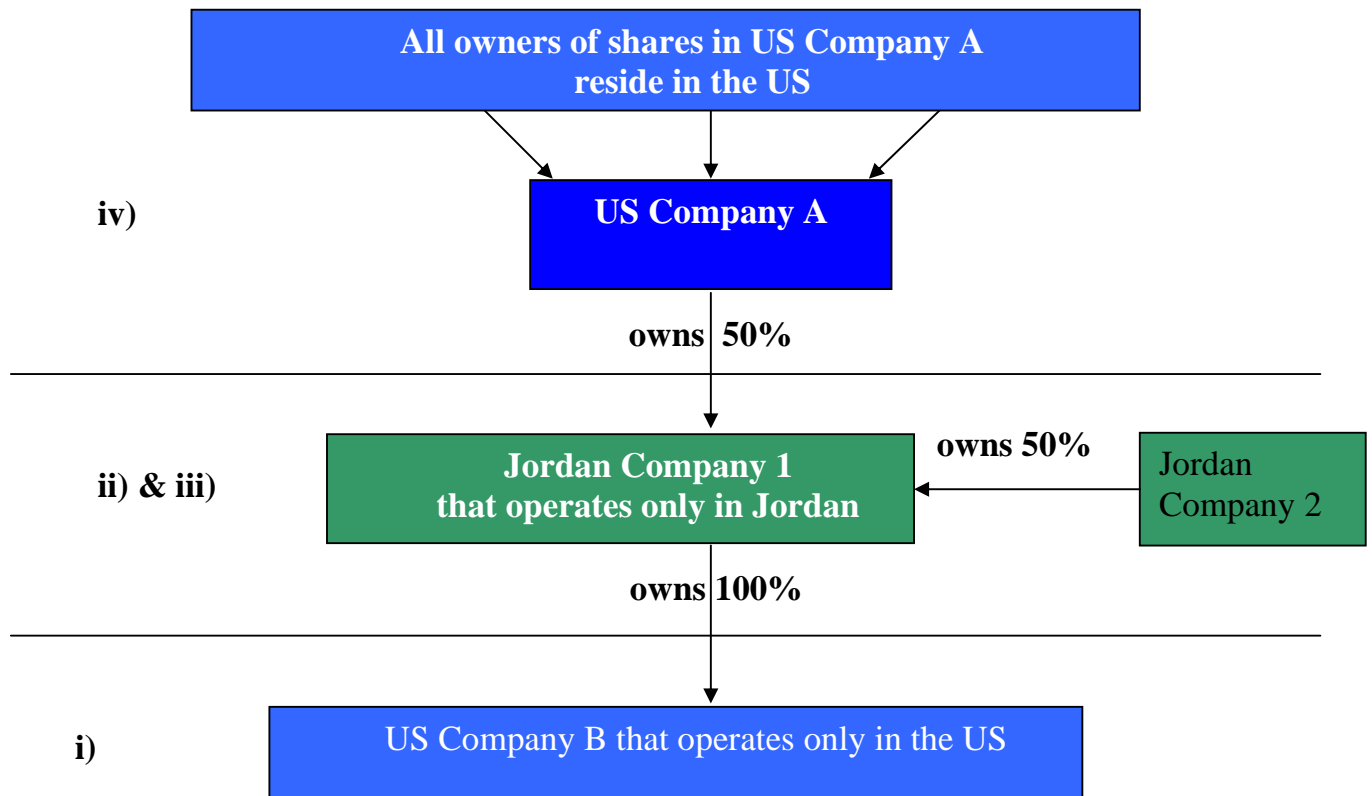 All owners of shares in US Company A
reside in the US
iv)
US Company A
owns 50%
owns 50%
ii) & iii)
Jordan Company 1
that operates only in Jordan
Jordan
Company 2
owns 100%
i)
US Company B that operates only in the US